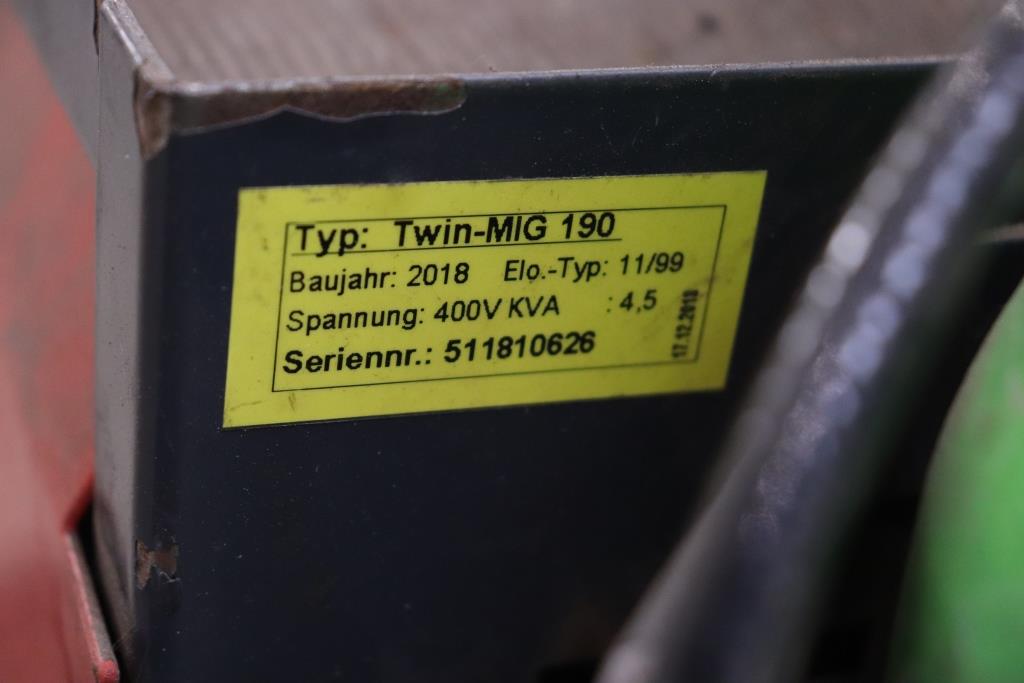 Typ: Twin-MIG 190
Baujahr: 2018 Elo.-Typ: 11/99
Spannung: 400V KVA : 4,5
Seriennr.: 511810626
17.12.2018